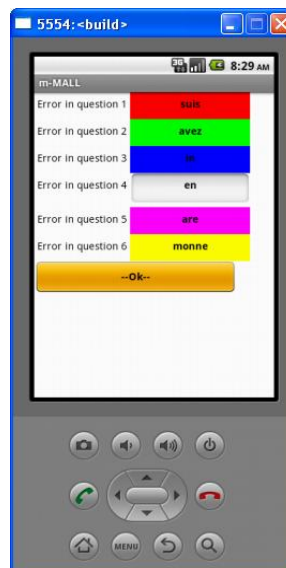 5554:<build>
3G 8:29 AM
m-MALL
Error in question 1 suis
Error in question 2 avez
Error in question 3
Error in question 4 en
Error in question 5 are
Error in question 6 monne
--Ok--
MENU